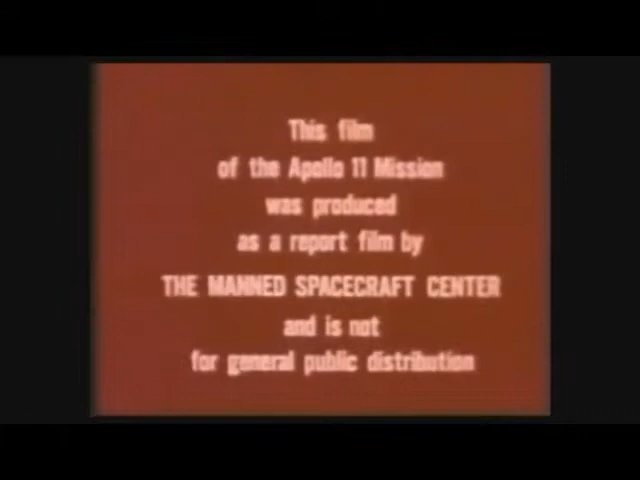 This film
of the Apollo 11 Mission
was produced
as a report film by
THE MANNED SPACECRAFT CENTER
and is not
for general public distribution